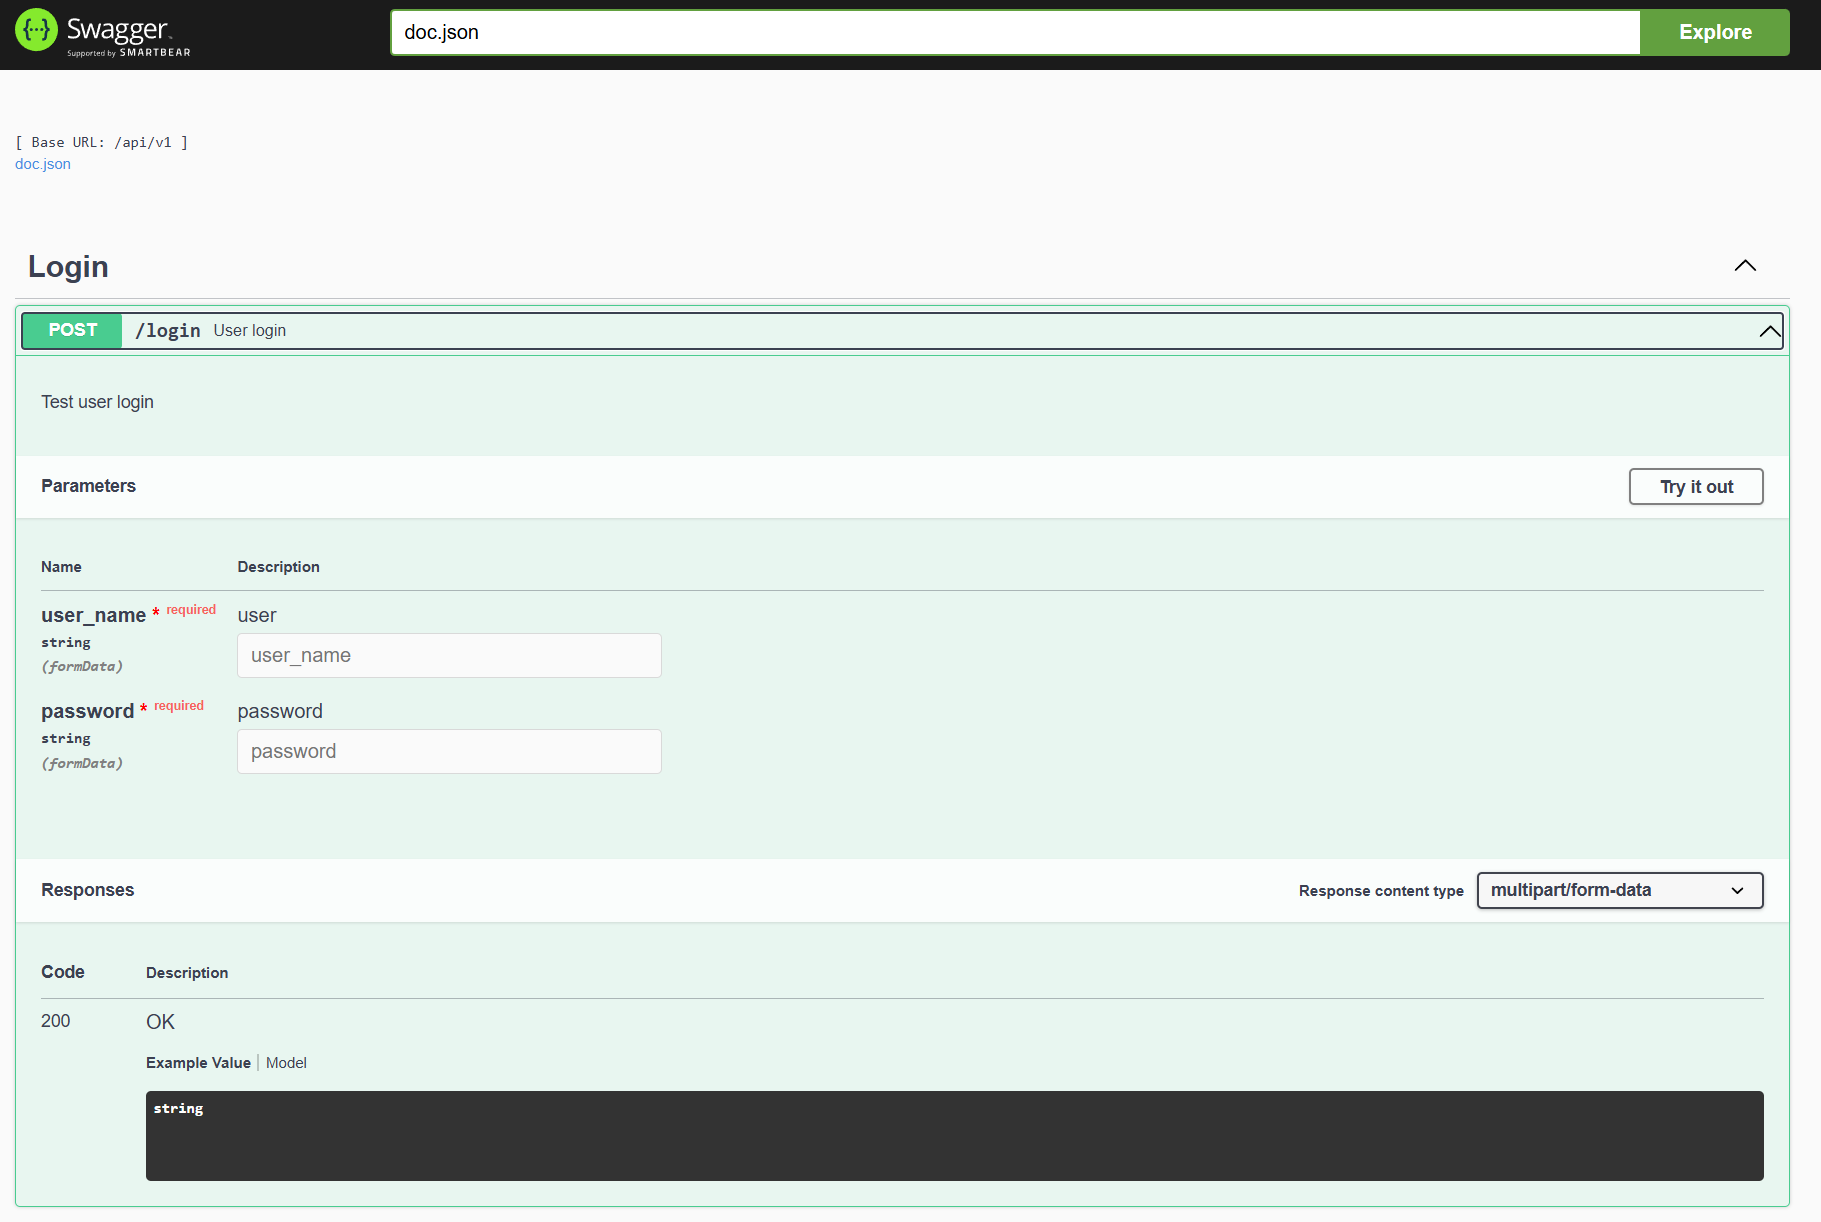 {···} Swagger
Supported by SMARTBEAR
doc.json
Explore
[ Base URL: /api/v1 ]
doc.json
Login
POST /login User login
Test user login
Parameters
Try it out
Name Description
user_name * required
string
(formData)
user
user_name
password * required
string
(formData)
password
password
Responses
Response content type multipart/form-data
Code Description
200 OK
Example Value | Model
string